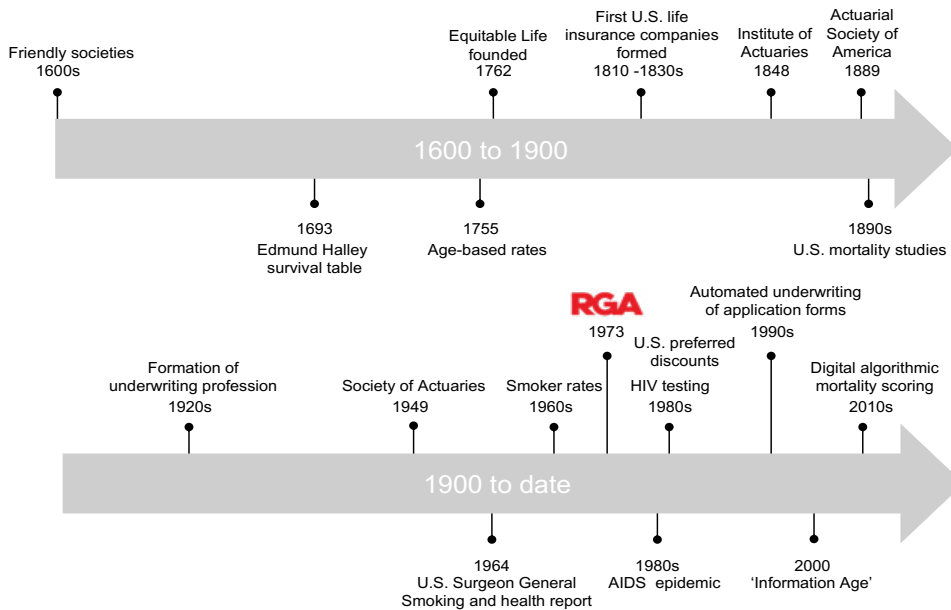 Friendly societies
1600s
Equitable Life
founded
1762
First U.S. life
insurance companies
formed
1810 -1830s
Institute of
Actuaries
1848
Actuarial
Society of
America
1889
1600 to 1900
1693
Edmund Halley
survival table
1755
Age-based rates
1890s
U.S. mortality studies
Formation of
underwriting profession
1920s
Society of Actuaries
1949
Smoker rates
1960s
RGA
1973
U.S. preferred
discounts
HIV testing
1980s
Automated underwriting
of application forms
1990s
Digital algorithmic
mortality scoring
2010s
1900 to date
1964
U.S. Surgeon General
Smoking and health report
1980s
AIDS epidemic
2000
‘Information Age’